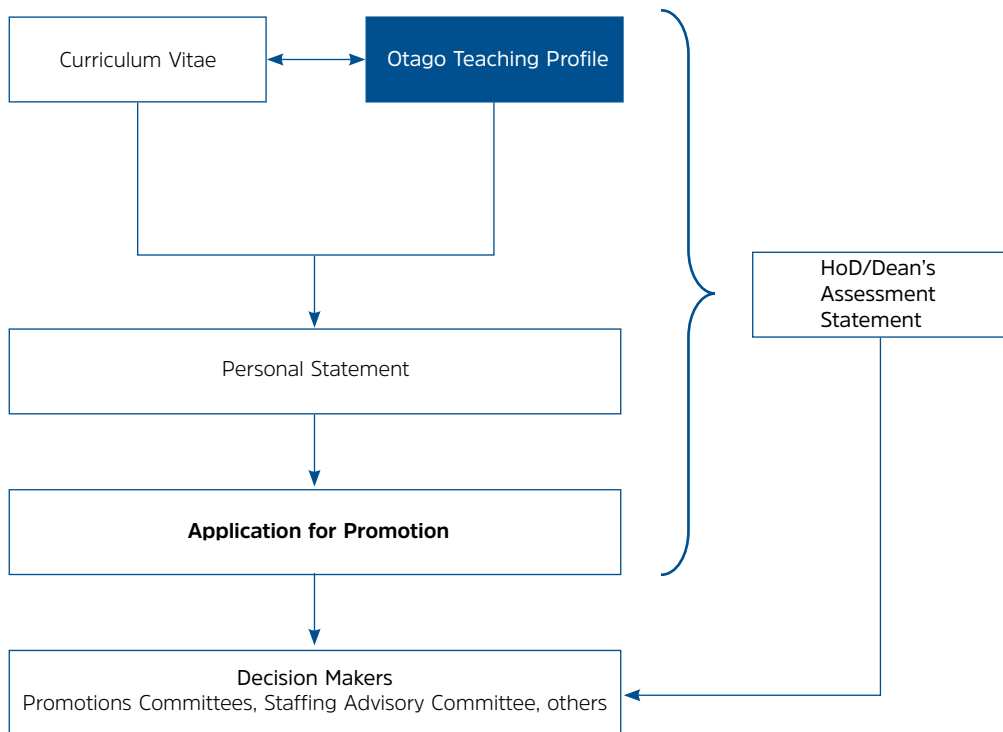 Curriculum Vitae
Otago Teaching Profile
HoD/Dean’s
Assessment
Statement
Personal Statement
Application for Promotion
Decision Makers
Promotions Committees, Staffing Advisory Committee, others